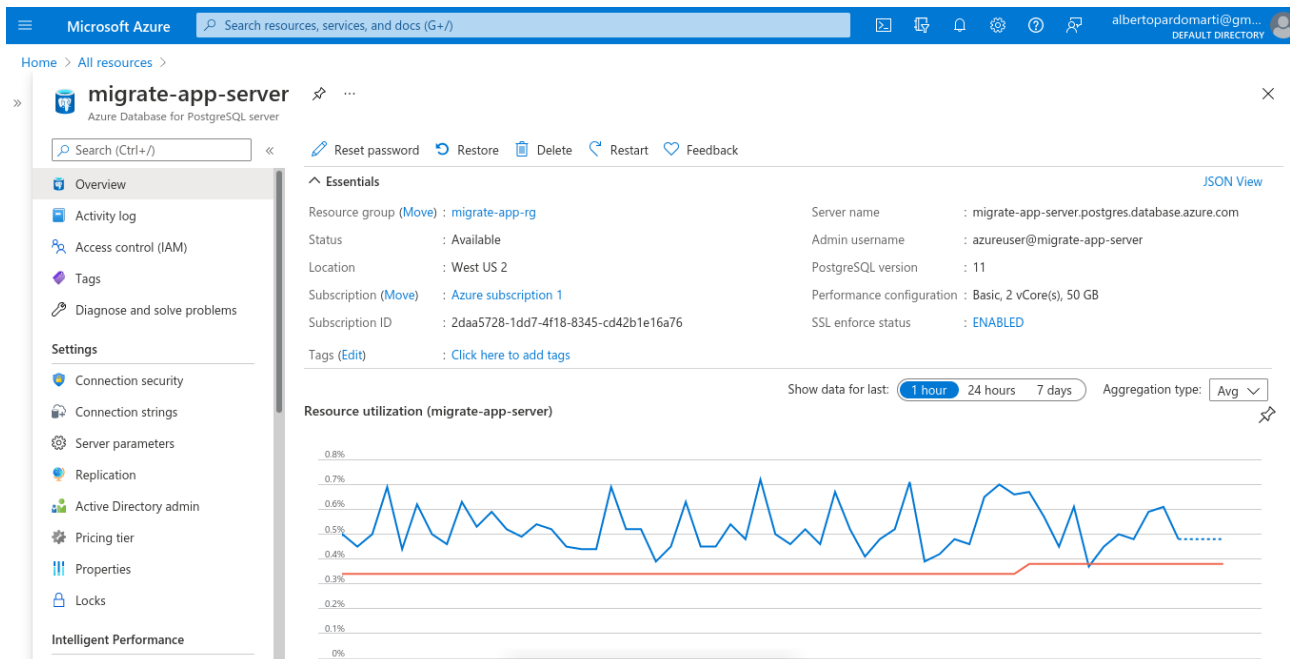 Microsoft Azure
Search resources, services, and docs (G+/)
albertopardomarti@gm...
DEFAULT DIRECTORY
Home > All resources >
migrate-app-server
Azure Database for PostgreSQL server
Search (Ctrl+/)
Overview
Activity log
Access control (IAM)
Tags
Diagnose and solve problems
Settings
Connection security
Connection strings
Server parameters
Replication
Active Directory admin
Pricing tier
Properties
Locks
Intelligent Performance
Reset password Restore Delete Restart Feedback
Essentials JSON View
Resource group (Move) : migrate-app-rg
Status : Available
Location : West US 2
Subscription (Move) : Azure subscription 1
Subscription ID : 2daa5728-1dd7-4f18-8345-cd42b1e16a76
Tags (Edit) : Click here to add tags
Server name : migrate-app-server.postgres.database.azure.com
Admin username : azureuser@migrate-app-server
PostgreSQL version : 11
Performance configuration : Basic, 2 vCore(s), 50 GB
SSL enforce status : ENABLED
Show data for last: 1 hour 24 hours 7 days Aggregation type: Avg
Resource utilization (migrate-app-server)
0.8%
0.7%
0.6%
0.5%
0.4%
0.3%
0.2%
0.1%
0%